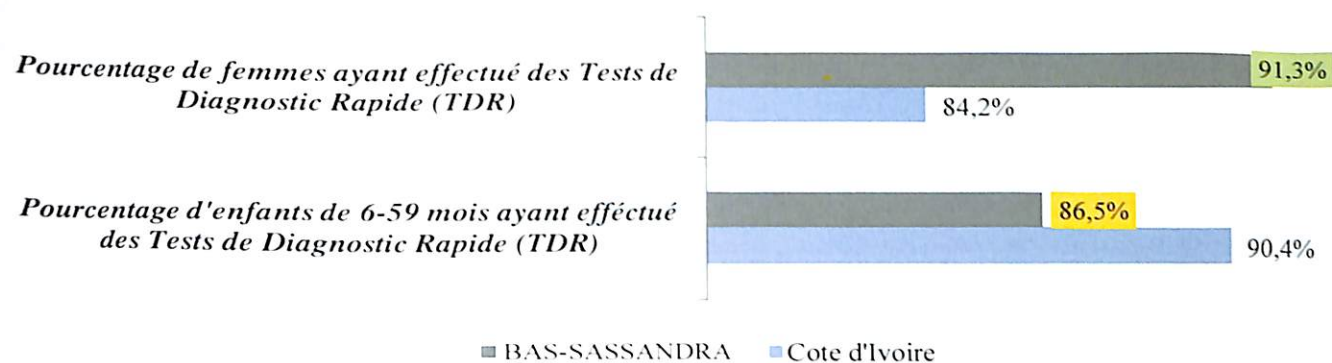 Pourcentage de femmes ayant effectué des Tests de
Diagnostic Rapide (TDR)
91,3%
84,2%
Pourcentage d'enfants de 6-59 mois ayant efféctué
des Tests de Diagnostic Rapide (TDR)
86,5%
90,4%
BAS-SASSANDRA Cote d'Ivoire